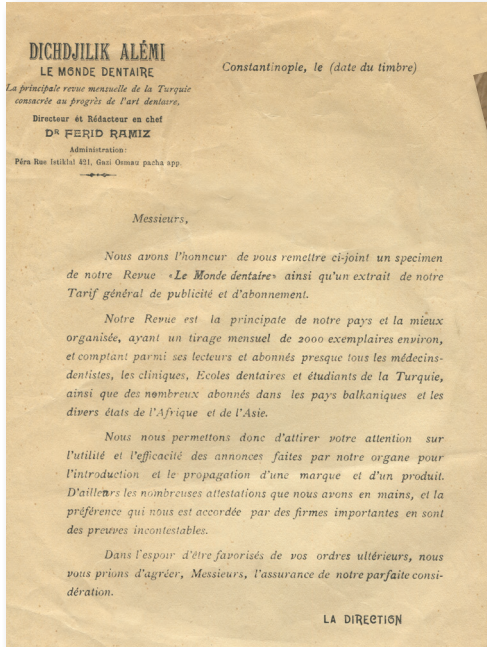 DICHDJILIK ALÉMI
LE MONDE DENTAIRE
La principale revue mensuelle de la Turquie
consacrée au progrès de l'art dentaire.
Directeur ét Rédacteur en chef
DR FERID RAMIZ
Administration:
Péra Rue Istiklal 421, Gazi Osmau pacha app.
Constantinople, le (date du timbre)
Messieurs,
Nous avons l'honneur de vous remettre ci-joint un specimen
de notre Revue «Le Monde dentaire» ainsi qu'un extrait de notre
Tarif général de publicité et d'abonnement.
Notre Revue est la principale de notre pays et la mieux
organisée, ayant un tirage mensuel de 2000 exemplaires environ,
et comptant parmi ses lecteurs et abonnés presque tous les médecins-
dentistes, les cliniques, Ecoles dentaires et étudiants de la Turquie,
ainsi que des nombreux abonnés dans les pays balkaniques et les
divers états de l'Afrique et de l'Asie.
Nous nous permettons donc d'attirer votre attention sur
l'utilité et l'efficacité des annonces faites par notre organe pour
l'introduction et le propagation d'une marque et d'un produit.
D'ailleurs les nombreuses attestations que nous avons en mains, et la
préférence qui nous est accordée par des firmes importantes en sont
des preuves incontestables.
Dans l'espoir d'être favorisés de vos ordres ultérieurs, nous
vous prions d'agréer, Messieurs, l'assurance de notre parfaite consi-
dération.
LA DIRECTION